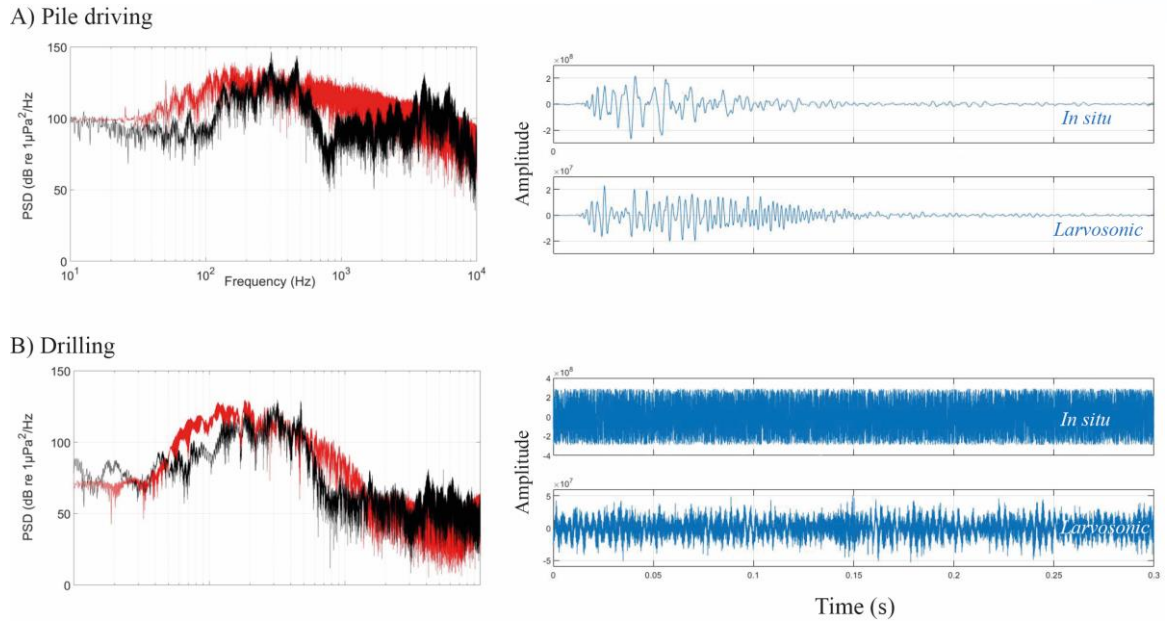 A) Pile driving
150
100
50
0
PSD (dB re 1µPa²/Hz)
10¹ 10² 10³ 10⁴
Frequency (Hz)
×10⁸
2
0
-2
0
In situ
×10⁷
2
0
-2
Larvosonic
Amplitude
B) Drilling
150
100
50
0
PSD (dB re 1µPa²/Hz)
×10⁸
4
2
0
-2
-4
In situ
×10⁷
5
0
-5
Larvosonic
Amplitude
0 0.05 0.1 0.15 0.2 0.25 0.3
Time (s)